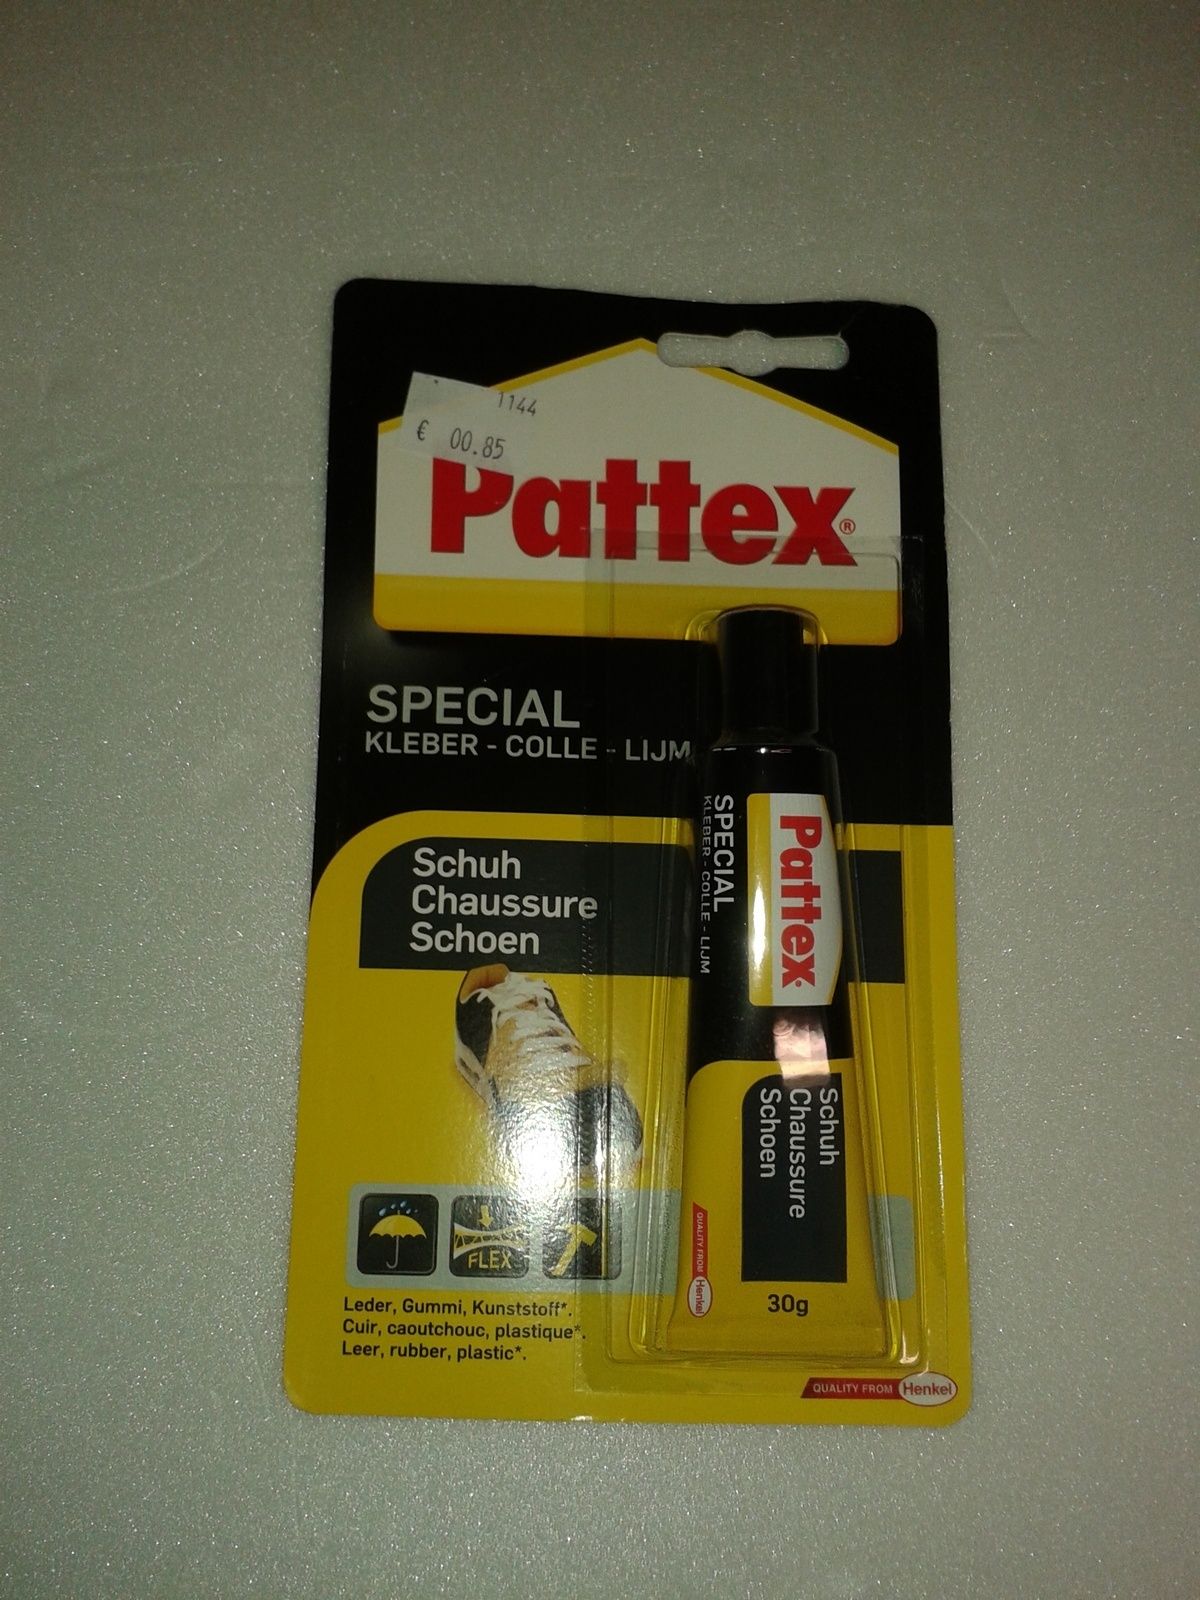 1144
€ 00.85
Pattex®
SPECIAL
KLEBER - COLLE - LIJM
Schuh
Chaussure
Schoen
FLEX
Leder, Gummi, Kunststoff*.
Cuir, caoutchouc, plastique*.
Leer, rubber, plastic*.
Pattex
SPECIAL
KLEBER - COLLE - LIJM
Schuh
Chaussure
Schoen
QUALITY FROM Henkel
30g
QUALITY FROM Henkel